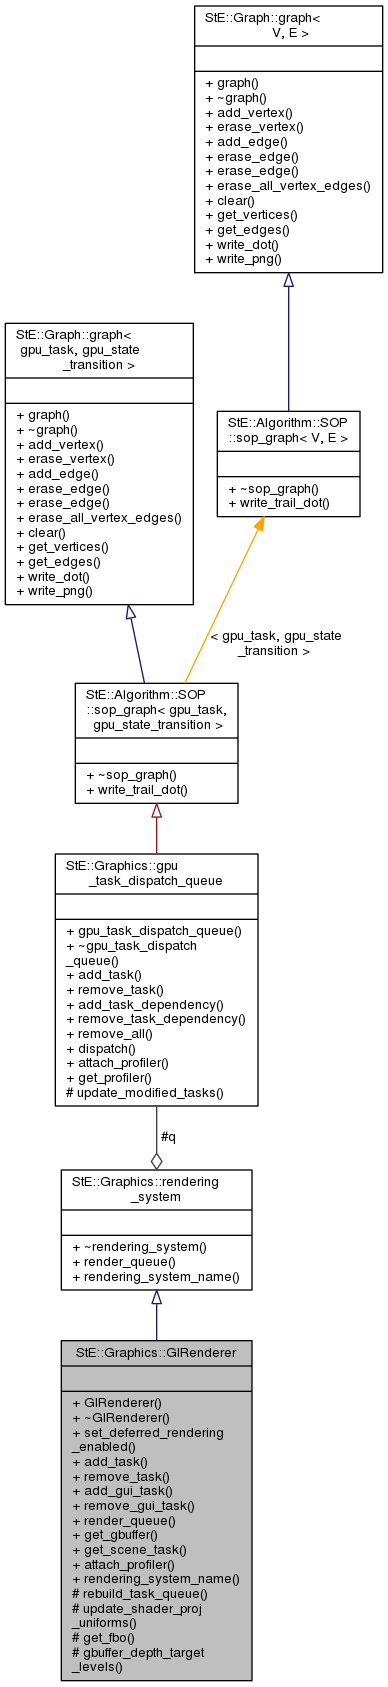 StE::Graph::graph<
V, E >
+ graph()
+ ~graph()
+ add_vertex()
+ erase_vertex()
+ add_edge()
+ erase_edge()
+ erase_edge()
+ erase_all_vertex_edges()
+ clear()
+ get_vertices()
+ get_edges()
+ write_dot()
+ write_png()
StE::Graph::graph<
gpu_task, gpu_state
_transition >
+ graph()
+ ~graph()
+ add_vertex()
+ erase_vertex()
+ add_edge()
+ erase_edge()
+ erase_edge()
+ erase_all_vertex_edges()
+ clear()
+ get_vertices()
+ get_edges()
+ write_dot()
+ write_png()
StE::Algorithm::SOP
::sop_graph< V, E >
+ ~sop_graph()
+ write_trail_dot()
< gpu_task, gpu_state
_transition >
StE::Algorithm::SOP
::sop_graph< gpu_task,
gpu_state_transition >
+ ~sop_graph()
+ write_trail_dot()
StE::Graphics::gpu
_task_dispatch_queue
+ gpu_task_dispatch_queue()
+ ~gpu_task_dispatch
_queue()
+ add_task()
+ remove_task()
+ add_task_dependency()
+ remove_task_dependency()
+ remove_all()
+ dispatch()
+ attach_profiler()
+ get_profiler()
# update_modified_tasks()
#q
StE::Graphics::rendering
_system
+ ~rendering_system()
+ render_queue()
+ rendering_system_name()
StE::Graphics::GIRenderer
+ GIRenderer()
+ ~GIRenderer()
+ set_deferred_rendering
_enabled()
+ add_task()
+ remove_task()
+ add_gui_task()
+ remove_gui_task()
+ render_queue()
+ get_gbuffer()
+ get_scene_task()
+ attach_profiler()
+ rendering_system_name()
# rebuild_task_queue()
# update_shader_proj
_uniforms()
# get_fbo()
# gbuffer_depth_target
_levels()